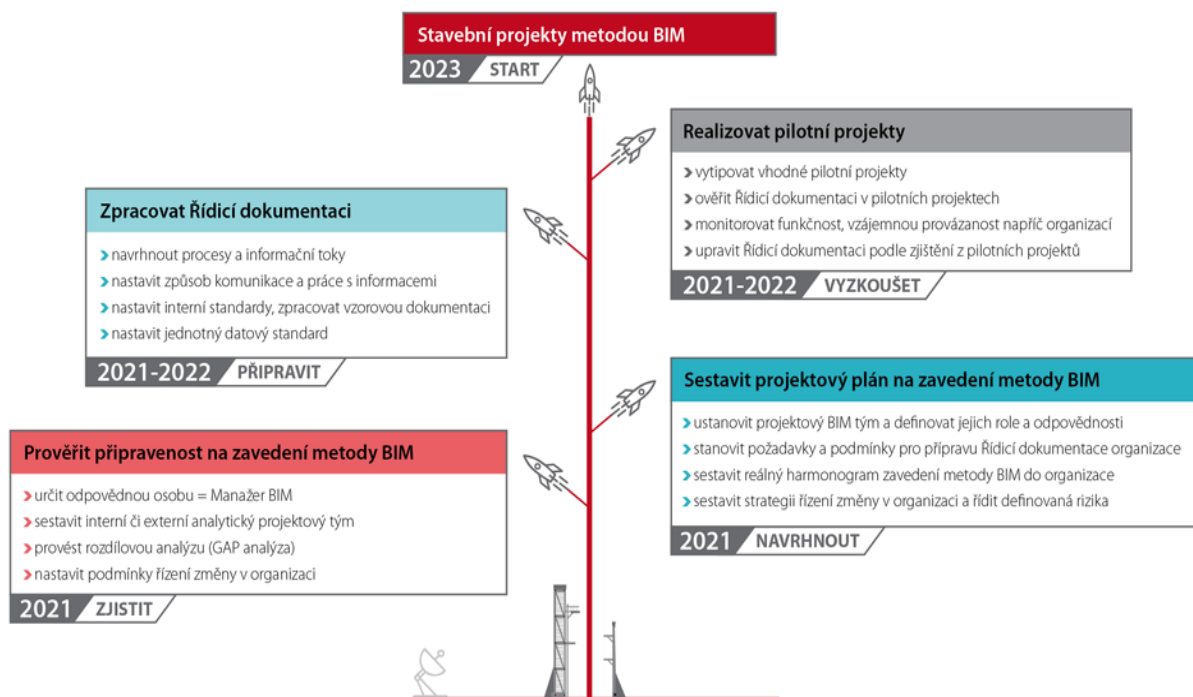 Stavební projekty metodou BIM
2023 START
Realizovat pilotní projekty
vytipovat vhodné pilotní projekty
ověřit Řídicí dokumentaci v pilotních projektech
monitorovat funkčnost, vzájemnou provázanost napříč organizací
upravit Řídicí dokumentaci podle zjištění z pilotních projektů
2021-2022 VYZKOUŠET
Zpracovat Řídicí dokumentaci
navrhnout procesy a informační toky
nastavit způsob komunikace a práce s informacemi
nastavit interní standardy, zpracovat vzorovou dokumentaci
nastavit jednotný datový standard
2021-2022 PŘIPRAVIT
Sestavit projektový plán na zavedení metody BIM
ustanovit projektový BIM tým a definovat jejich role a odpovědnosti
stanovit požadavky a podmínky pro přípravu Řídicí dokumentace organizace
sestavit reálný harmonogram zavedení metody BIM do organizace
sestavit strategii řízení změny v organizaci a řídit definovaná rizika
2021 NAVRHNOUT
Prověřit připravenost na zavedení metody BIM
určit odpovědnou osobu = Manažer BIM
sestavit interní či externí analytický projektový tým
provést rozdílovou analýzu (GAP analýza)
nastavit podmínky řízení změny v organizaci
2021 ZJISTIT